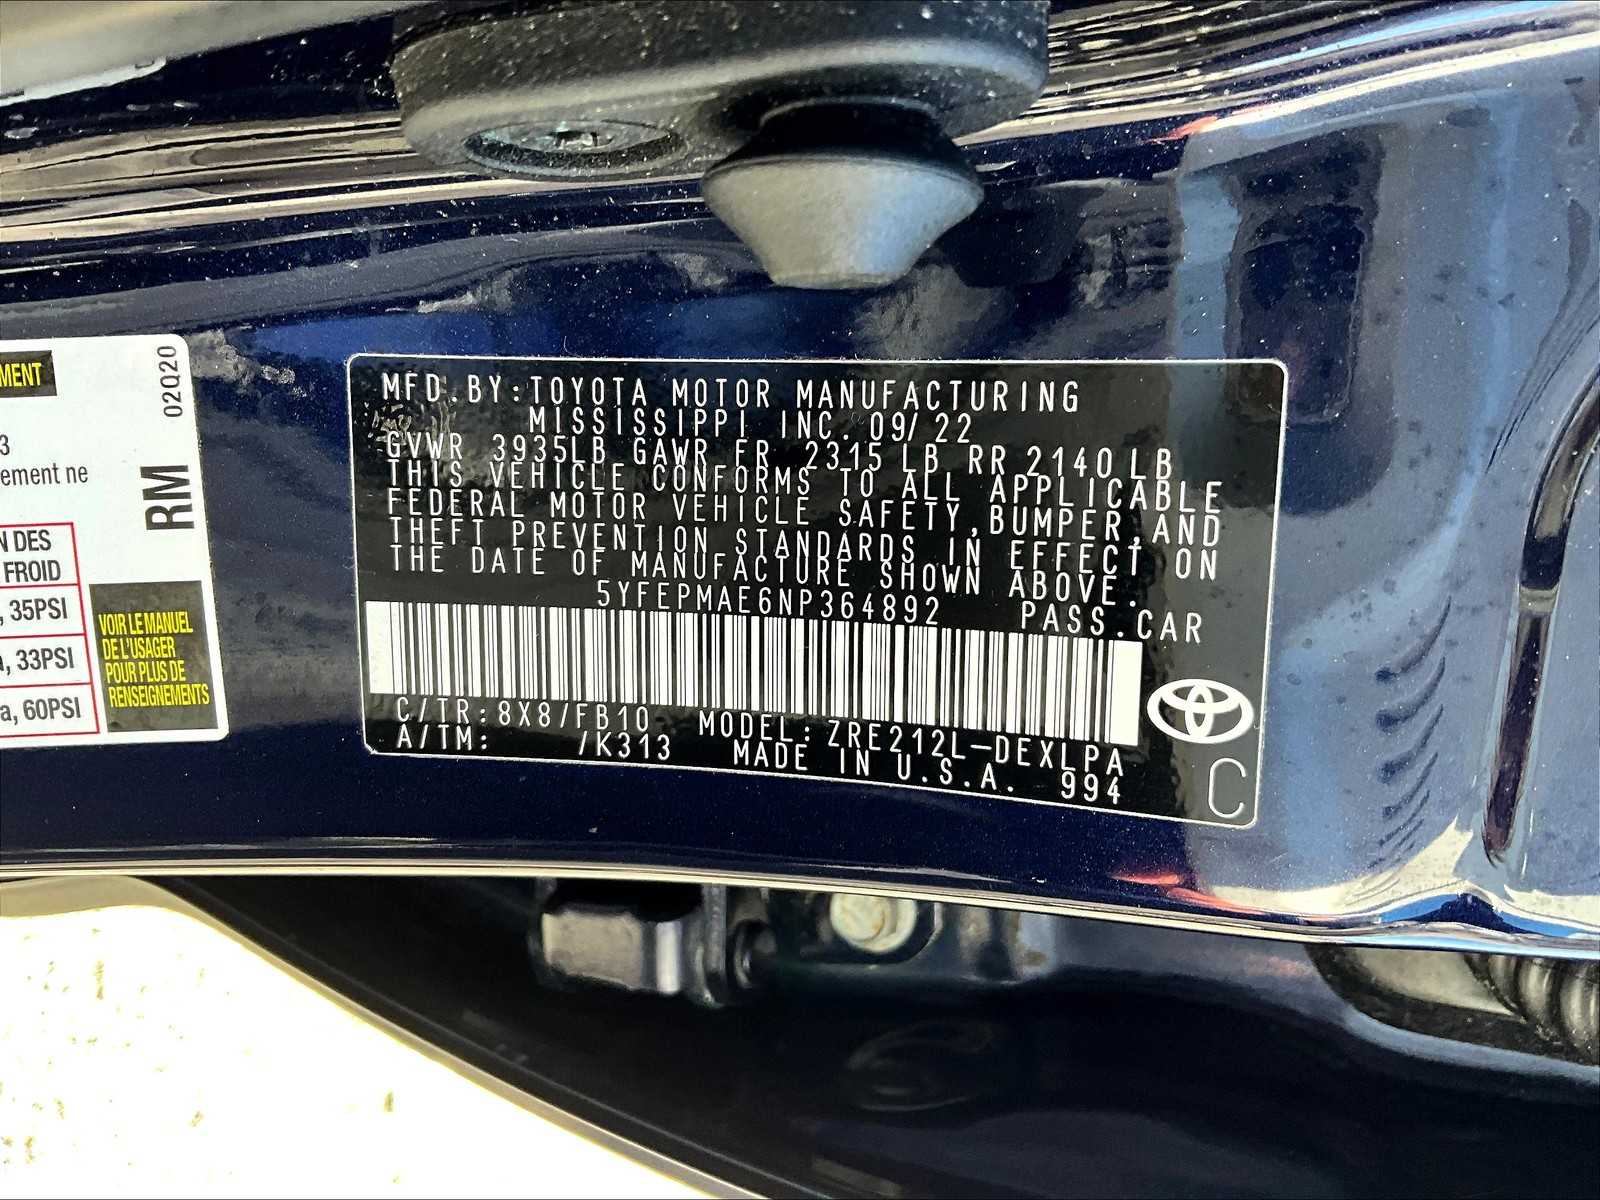 MENT
02Q20
3
ement ne
RM
N DES
FROID
, 35PSI
a, 33PSI
a, 60PSI
VOIR LE MANUEL
DE L'USAGER
POUR PLUS DE
RENSEIGNEMENTS
MFD.BY:TOYOTA MOTOR MANUFACTURING
MISSISSIPPI INC. 09/22
GVWR 3935LB GAWR FR 2315 LB RR 2140LB
THIS VEHICLE CONFORMS TO ALL APPLICABLE
FEDERAL MOTOR VEHICLE SAFETY,BUMPER,AND
THEFT PREVENTION STANDARDS IN EFFECT ON
THE DATE OF MANUFACTURE SHOWN ABOVE.
5YFEPMAE6NP364892 PASS.CAR
C/TR:8X8/FB10 MODEL:ZRE212L-DEXLPA
A/TM: /K313 MADE IN U.S.A. 994
C